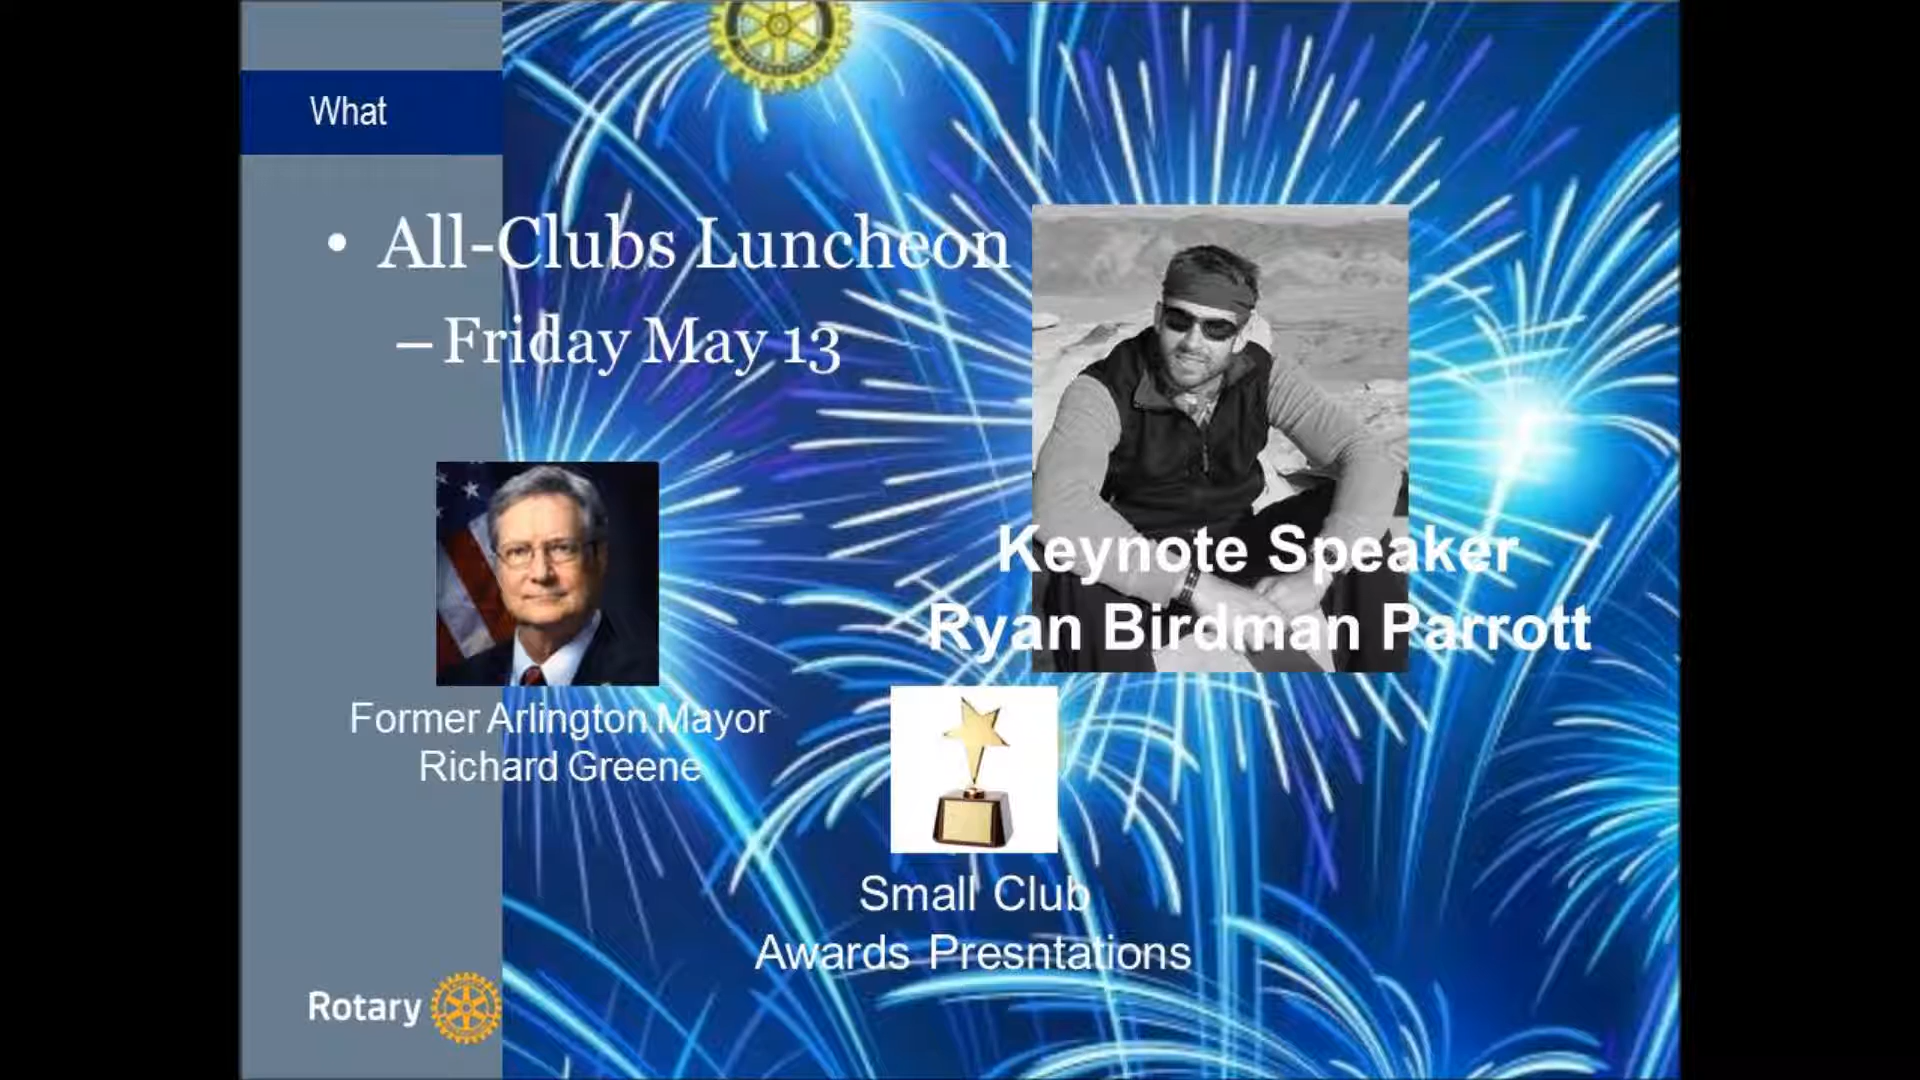 What
• All-Clubs Luncheon
– Friday May 13
Keynote Speaker
Ryan Birdman Parrott
Former Arlington Mayor
Richard Greene
Small Club
Awards Presntations
Rotary